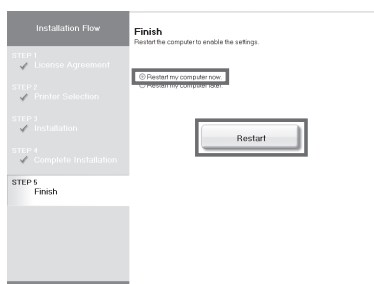 Installation Flow
STEP 1
License Agreement
STEP 2
Printer Selection
STEP 3
Installation
STEP 4
Complete Installation
STEP 5
Finish
Finish
Restart the computer to enable the settings.
Restart my computer now.
Restart my computer later.
Restart